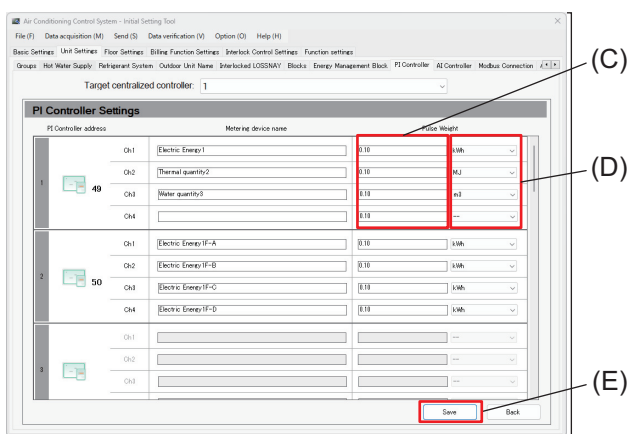 Air Conditioning Control System - Initial Setting Tool
File (F) Data acquisition (M) Send (S) Data verification (V) Option (O) Help (H)
Basic Settings Unit Settings Floor Settings Billing Function Settings Interlock Control Settings Function settings
Groups Hot Water Supply Refrigerant System Outdoor Unit Name Interlocked LOSSNAY Blocks Energy Management Block PI Controller AI Controller Modbus Connection
(C)
Target centralized controller: 1
PI Controller Settings
PI Controller address Metering device name Pulse Weight
1 49 Ch1 Electric Energy1 0.10 kWh
Ch2 Thermal quantity2 0.10 MJ
(D)
Ch3 Water quantity3 0.10 m3
Ch4 0.10 --
2 50 Ch1 Electric Energy1F-A 0.10 kWh
Ch2 Electric Energy1F-B 0.10 kWh
Ch3 Electric Energy1F-C 0.10 kWh
Ch4 Electric Energy1F-D 0.10 kWh
3 Ch1 --
Ch2 --
Ch3 --
(E)
Save Back